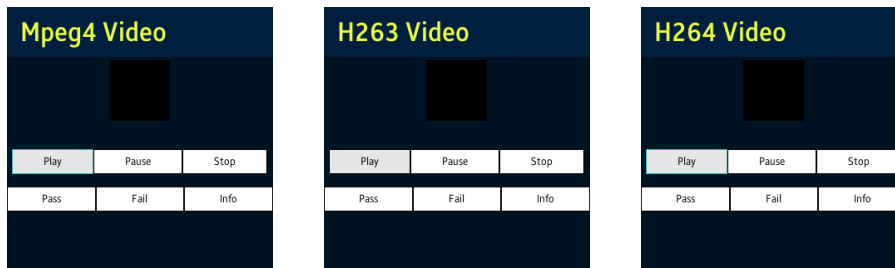 Mpeg4 Video
Play Pause Stop
Pass Fail Info
H263 Video
Play Pause Stop
Pass Fail Info
H264 Video
Play Pause Stop
Pass Fail Info